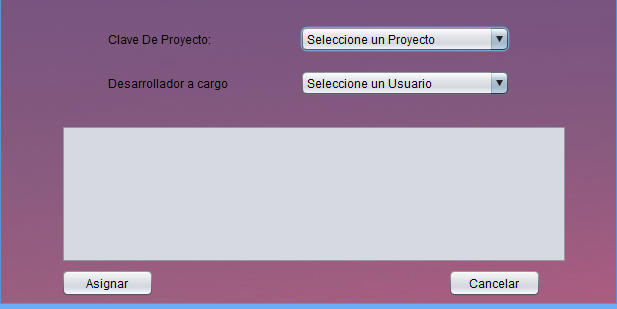 Clave De Proyecto:
Seleccione un Proyecto
Desarrollador a cargo
Seleccione un Usuario
Asignar
Cancelar